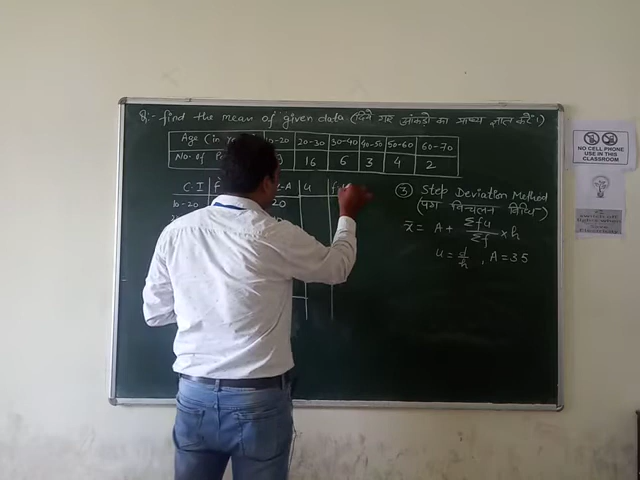 Q:- find the mean of given data (दिये गए आंकड़ो का माध्य ज्ञात करें।)
Age (in 10-20 20-30 30-40 40-50 50-60 60-70
No. of 16 6 3 4 2
C.I f -A u f
10-20 20
③ Step Deviation Method
(पग विचलन विधि)
x̄ = A + Σfu/Σf × h
u = d/h , A = 35
NO CELL PHONE
USE IN THIS
CLASSROOM